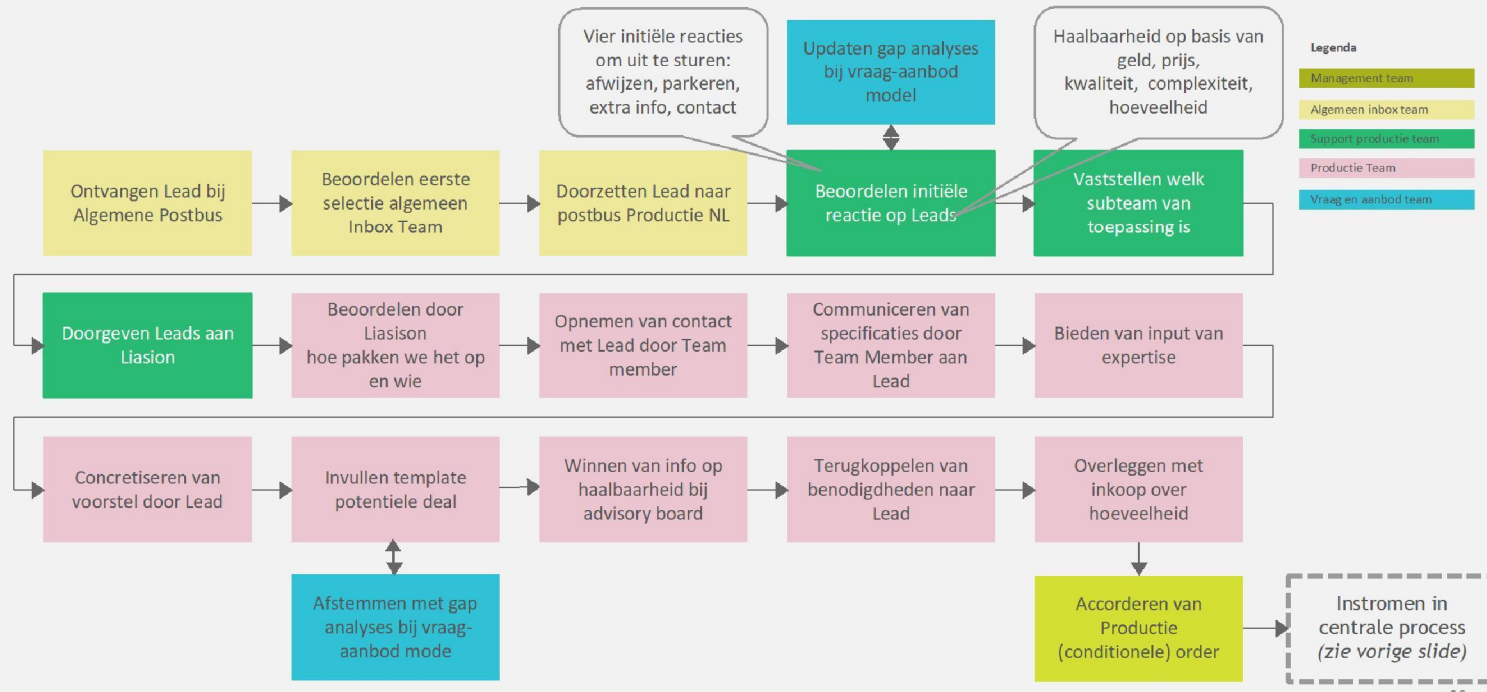 Vier initiële reacties
om uit te sturen:
afwijzen, parkeren,
extra info, contact
Updaten gap analyses
bij vraag-aanbod
model
Haalbaarheid op basis van
geld, prijs,
kwaliteit, complexiteit,
hoeveelheid
Legenda
Management team
Algemeen inbox team
Support productie team
Productie Team
Vraag en aanbod team
Ontvangen Lead bij
Algemene Postbus
Beoordelen eerste
selectie algemeen
Inbox Team
Doorzetten Lead naar
postbus Productie NL
Beoordelen initiële
reactie op Leads
Vaststellen welk
subteam van
toepassing is
Doorgeven Leads aan
Liasion
Beoordelen door
Liasison
hoe pakken we het op
en wie
Opnemen van contact
met Lead door Team
member
Communiceren van
specificaties door
Team Member aan
Lead
Bieden van input van
expertise
Concretiseren van
voorstel door Lead
Invullen template
potentiele deal
Winnen van info op
haalbaarheid bij
advisory board
Terugkoppelen van
benodigdheden naar
Lead
Overleggen met
inkoop over
hoeveelheid
Afstemmen met gap
analyses bij vraag-
aanbod mode
Accorderen van
Productie
(conditionele) order
Instromen in
centrale process
(zie vorige slide)